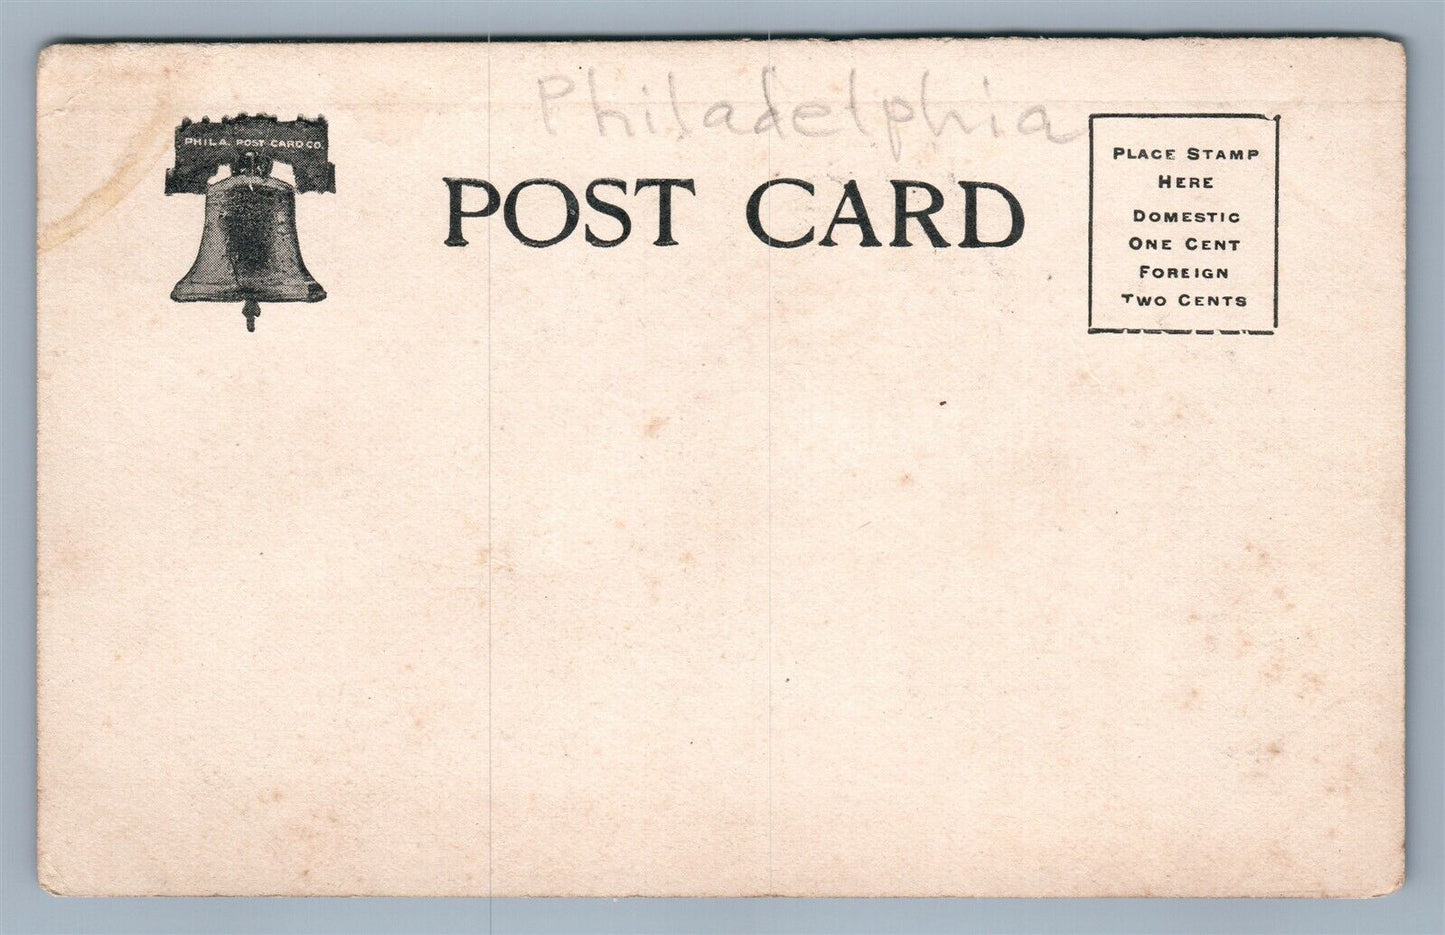 Philadelphia
PHILA. POST CARD CO.
POST CARD
PLACE STAMP
HERE
DOMESTIC
ONE CENT
FOREIGN
TWO CENTS